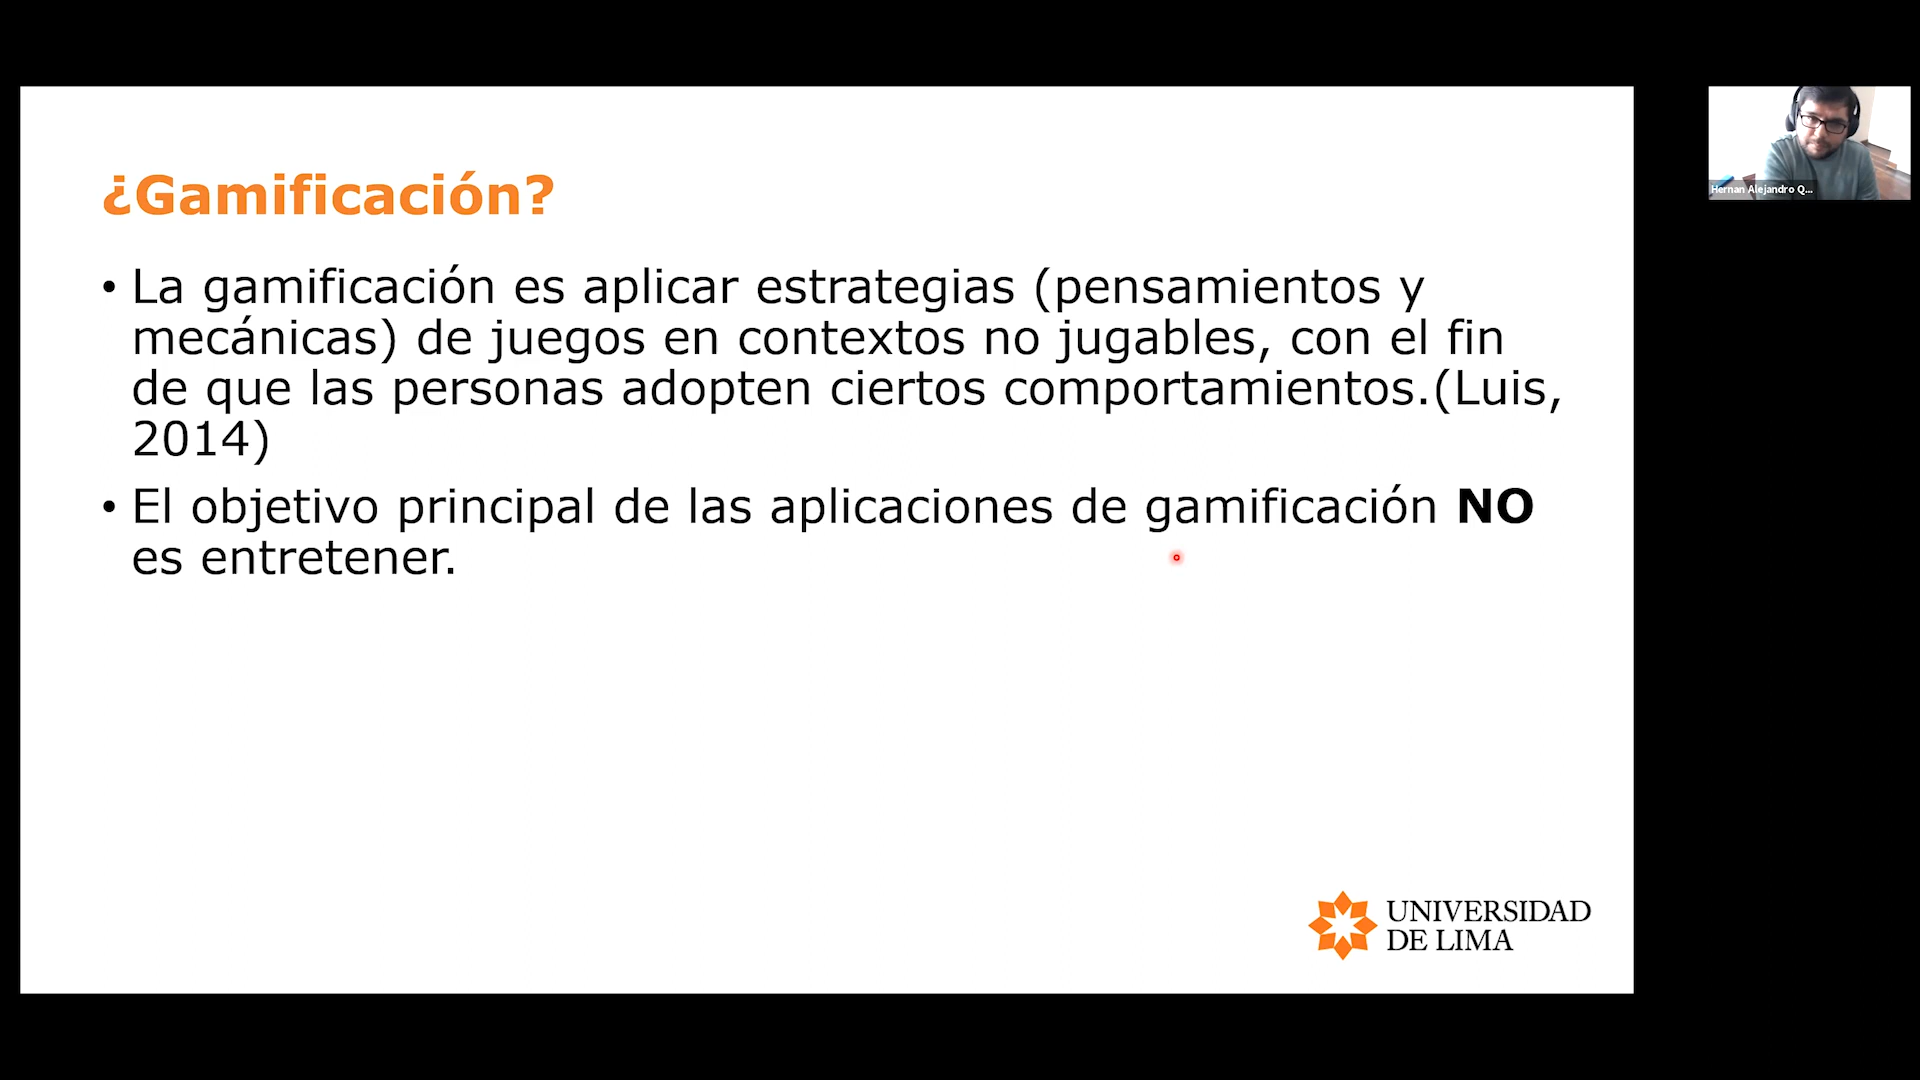 ¿Gamificación?
• La gamificación es aplicar estrategias (pensamientos y
mecánicas) de juegos en contextos no jugables, con el fin
de que las personas adopten ciertos comportamientos.(Luis,
2014)
• El objetivo principal de las aplicaciones de gamificación NO
es entretener.
UNIVERSIDAD
DE LIMA
Hernan Alejandro Q...